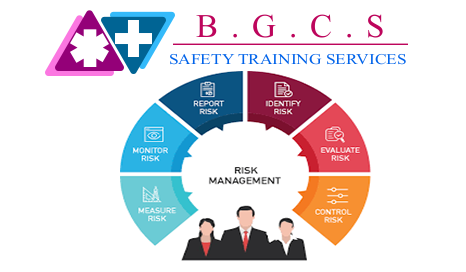 B.G.C.S
SAFETY TRAINING SERVICES
REPORT
RISK
IDENTIFY
RISK
MONITOR
RISK
EVALUATE
RISK
RISK
MANAGEMENT
MEASURE
RISK
CONTROL
RISK